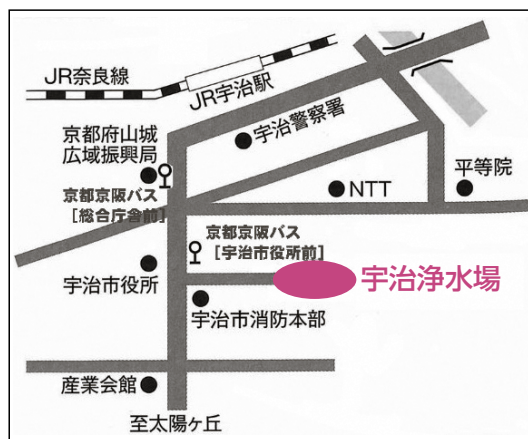 JR奈良線
JR宇治駅
京都府山城
広域振興局
宇治警察署
平等院
京都京阪バス
[総合庁舎前]
NTT
京都京阪バス
[宇治市役所前]
宇治市役所
宇治浄水場
宇治市消防本部
産業会館
至太陽ヶ丘